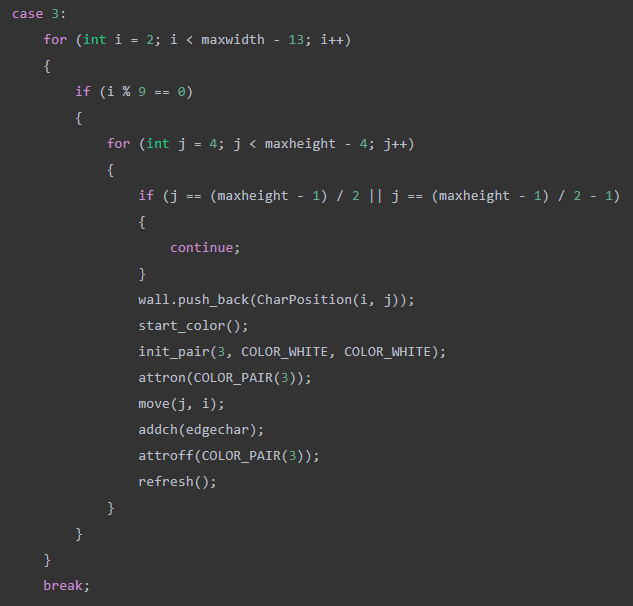 case 3:
    for (int i = 2; i < maxwidth - 13; i++)
    {
        if (i % 9 == 0)
        {
            for (int j = 4; j < maxheight - 4; j++)
            {
                if (j == (maxheight - 1) / 2 || j == (maxheight - 1) / 2 - 1)
                {
                    continue;
                }
                wall.push_back(CharPosition(i, j));
                start_color();
                init_pair(3, COLOR_WHITE, COLOR_WHITE);
                attron(COLOR_PAIR(3));
                move(j, i);
                addch(edgechar);
                attroff(COLOR_PAIR(3));
                refresh();
            }
        }
    }
    break;